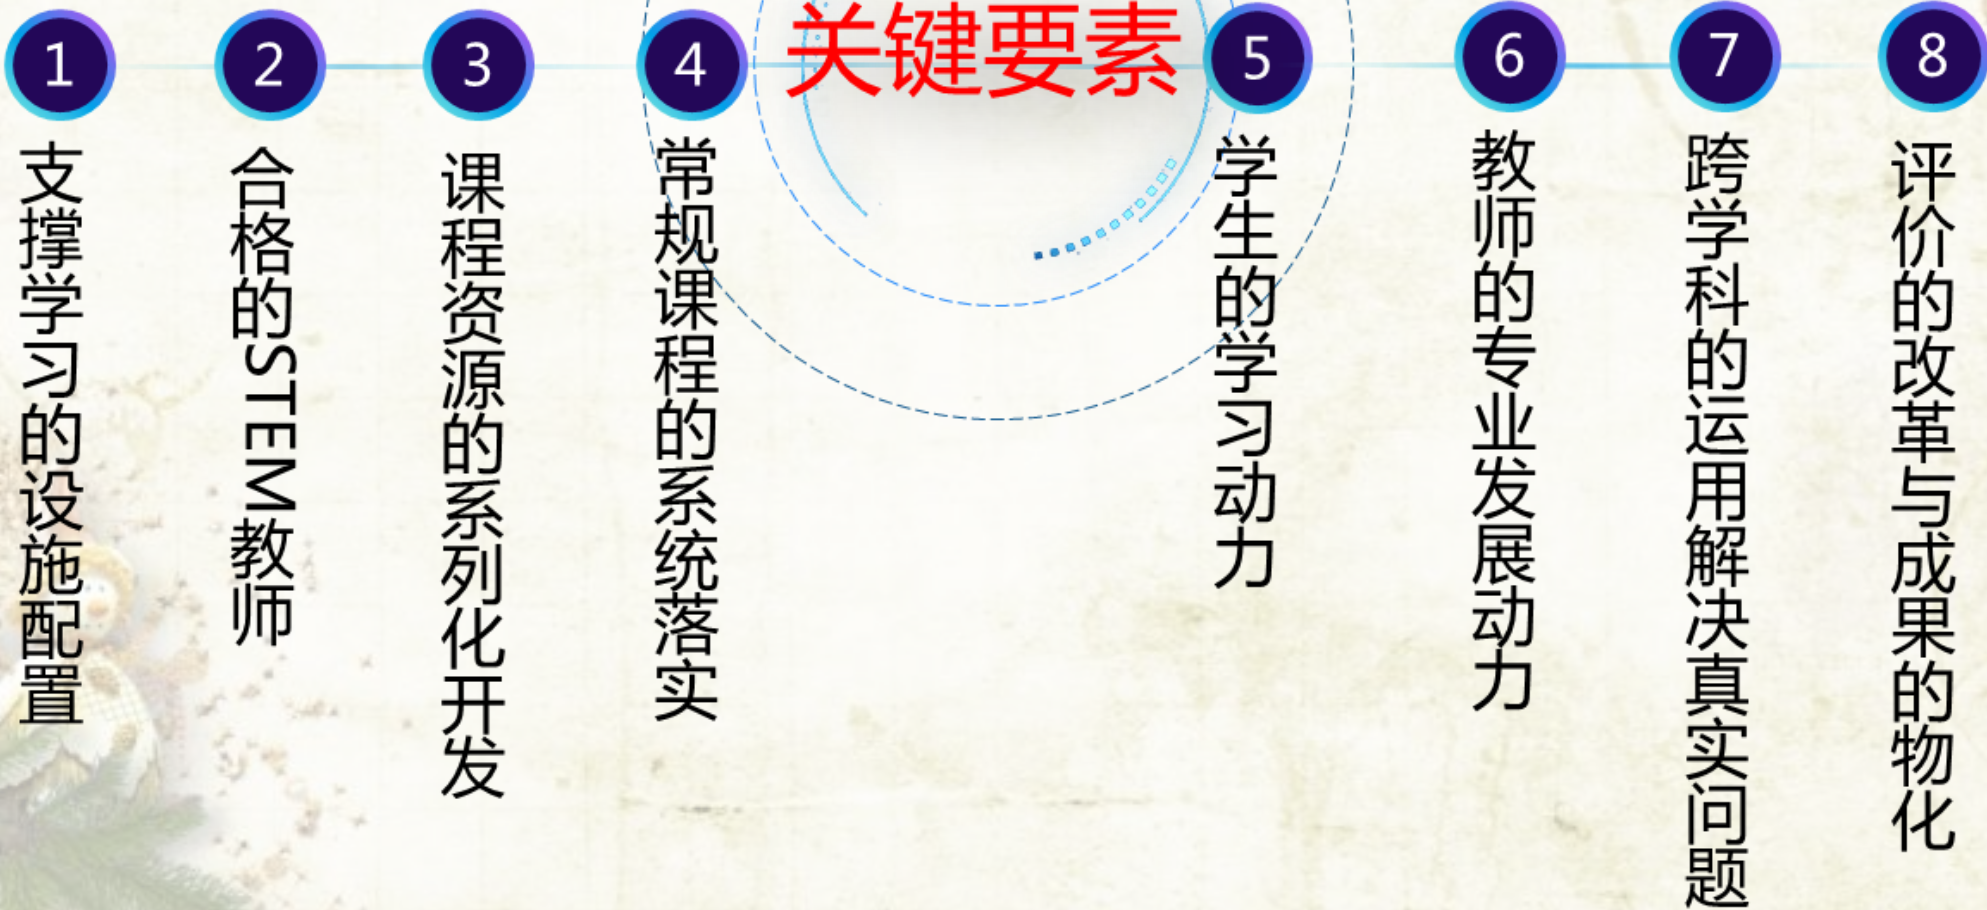 关键要素
1
支撑学习的设施配置
2
合格的STEM教师
3
课程资源的系列化开发
4
常规课程的系统落实
5
学生的学习动力
6
教师的专业发展动力
7
跨学科的运用解决真实问题
8
评价的改革与成果的物化